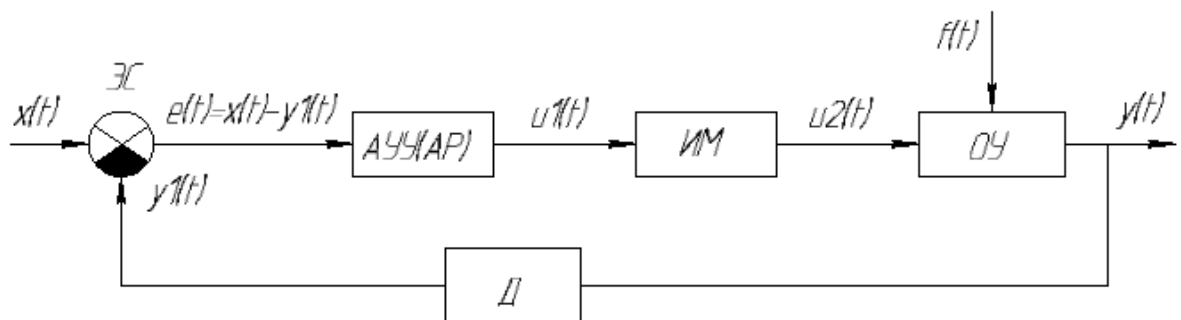 f(t)
ЭС
x(t)
e(t)=x(t)-y1(t)
АУУ(АР)
u1(t)
ИМ
u2(t)
ОУ
y(t)
y1(t)
Д